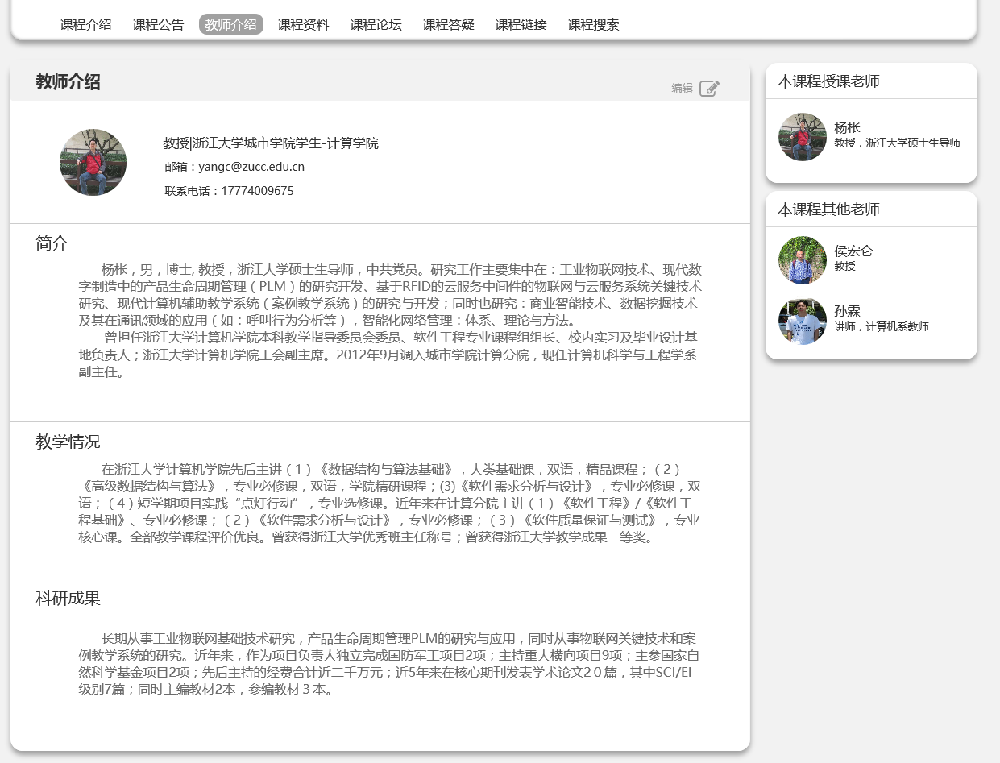 课程介绍 课程公告 教师介绍 课程资料 课程论坛 课程答疑 课程链接 课程搜索
教师介绍
编辑
教授|浙江大学城市学院学生-计算学院
邮箱：yangc@zucc.edu.cn
联系电话：17774009675
简介
杨枨，男，博士, 教授，浙江大学硕士生导师，中共党员。研究工作主要集中在：工业物联网技术、现代数
字制造中的产品生命周期管理（PLM）的研究开发、基于RFID的云服务中间件的物联网与云服务系统关键技术
研究、现代计算机辅助教学系统（案例教学系统）的研究与开发；同时也研究：商业智能技术、数据挖掘技术
及其在通讯领域的应用（如：呼叫行为分析等），智能化网络管理：体系、理论与方法。
曾担任浙江大学计算机学院本科教学指导委员会委员、软件工程专业课程组组长、校内实习及毕业设计基
地负责人；浙江大学计算机学院工会副主席。2012年9月调入城市学院计算分院，现任计算机科学与工程学系
副主任。
教学情况
在浙江大学计算机学院先后主讲（1）《数据结构与算法基础》，大类基础课，双语，精品课程；（2）
《高级数据结构与算法》，专业必修课，双语，学院精研课程；(3)《软件需求分析与设计》，专业必修课，双
语；（4）短学期项目实践“点灯行动”，专业选修课。近年来在计算分院主讲（1）《软件工程》/《软件工
程基础》、专业必修课；（2）《软件需求分析与设计》，专业必修课；（3）《软件质量保证与测试》，专业
核心课。全部教学课程评价优良。曾获得浙江大学优秀班主任称号；曾获得浙江大学教学成果二等奖。
科研成果
长期从事工业物联网基础技术研究，产品生命周期管理PLM的研究与应用，同时从事物联网关键技术和案
例教学系统的研究。近年来，作为项目负责人独立完成国防军工项目2项；主持重大横向项目9项；主参国家自
然科学基金项目2项；先后主持的经费合计近二千万元；近5年来在核心期刊发表学术论文2０篇，其中SCI/EI
级别7篇；同时主编教材2本，参编教材３本。
本课程授课老师
杨枨
教授，浙江大学硕士生导师
本课程其他老师
侯宏仑
教授
孙霖
讲师，计算机系教师